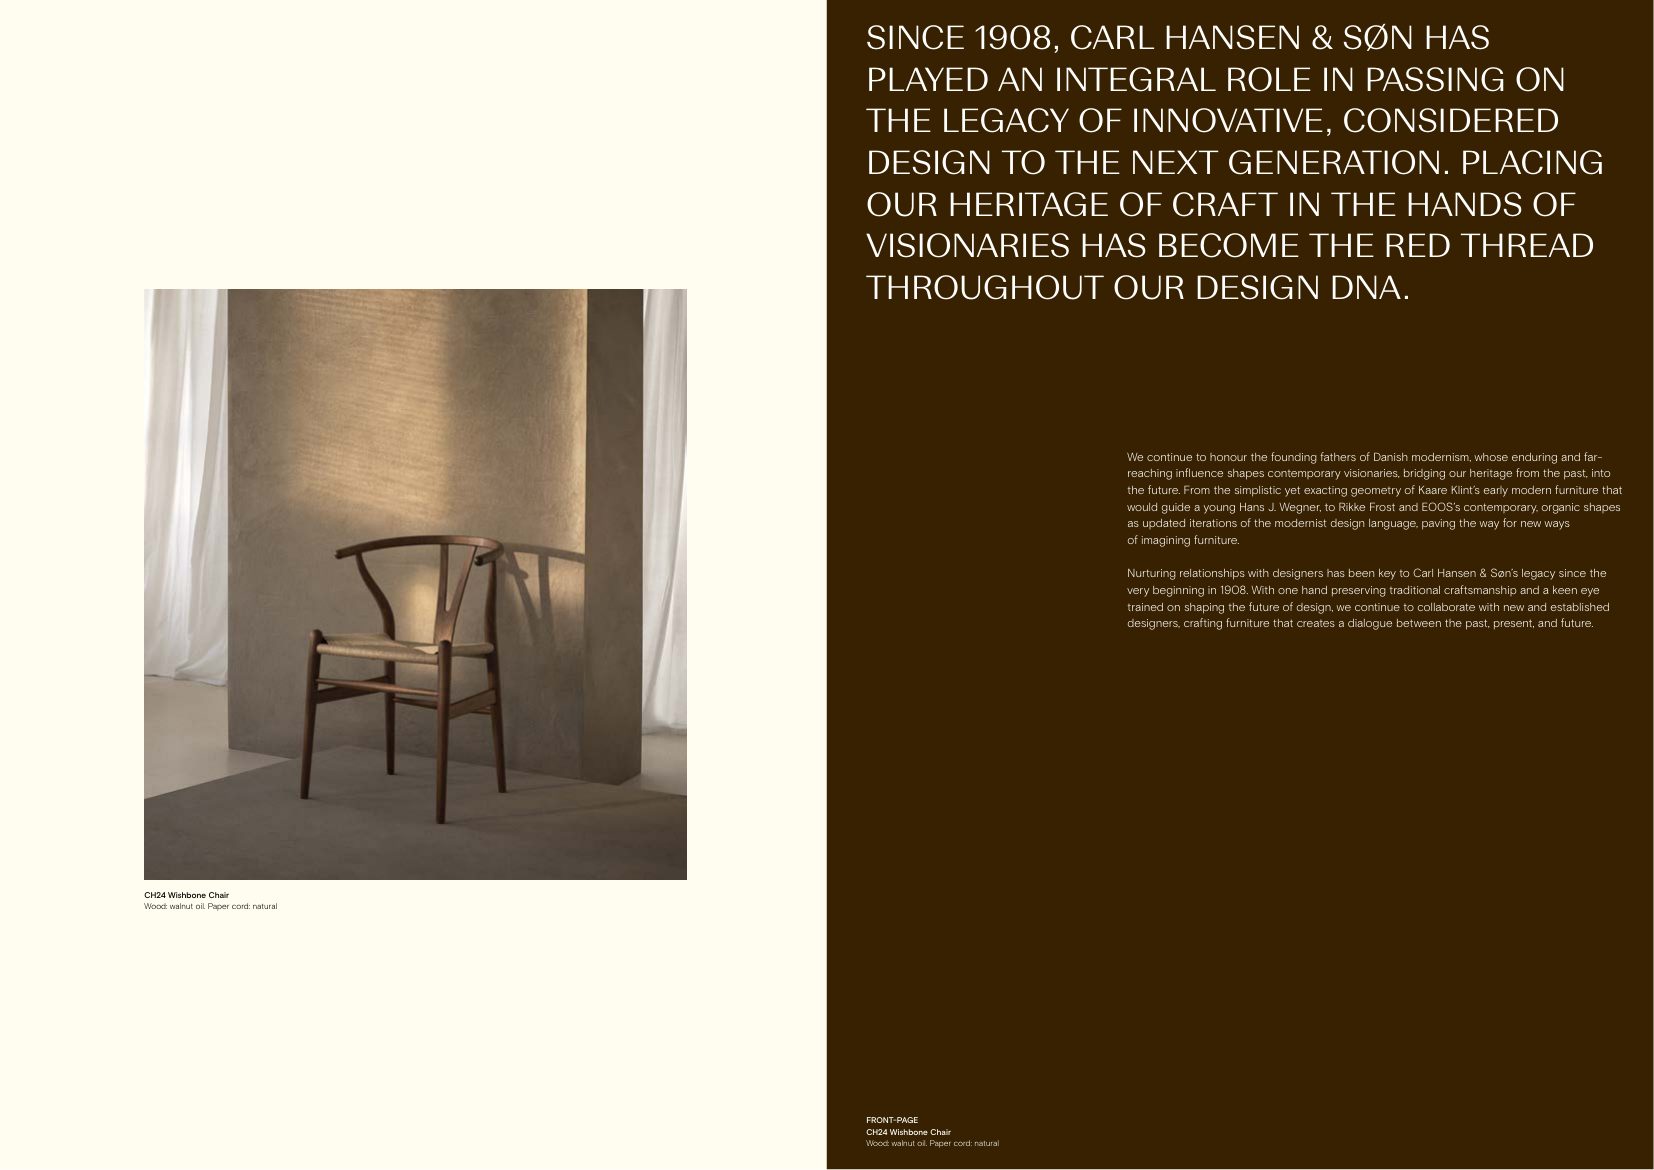 CH24 Wishbone Chair
Wood: walnut oil. Paper cord: natural
SINCE 1908, CARL HANSEN & SØN HAS
PLAYED AN INTEGRAL ROLE IN PASSING ON
THE LEGACY OF INNOVATIVE, CONSIDERED
DESIGN TO THE NEXT GENERATION. PLACING
OUR HERITAGE OF CRAFT IN THE HANDS OF
VISIONARIES HAS BECOME THE RED THREAD
THROUGHOUT OUR DESIGN DNA.
We continue to honour the founding fathers of Danish modernism, whose enduring and far-
reaching influence shapes contemporary visionaries, bridging our heritage from the past, into
the future. From the simplistic yet exacting geometry of Kaare Klint's early modern furniture that
would guide a young Hans J. Wegner, to Rikke Frost and EOOS's contemporary, organic shapes
as updated iterations of the modernist design language, paving the way for new ways
of imagining furniture.
Nurturing relationships with designers has been key to Carl Hansen & Søn's legacy since the
very beginning in 1908. With one hand preserving traditional craftsmanship and a keen eye
trained on shaping the future of design, we continue to collaborate with new and established
designers, crafting furniture that creates a dialogue between the past, present, and future.
FRONT-PAGE
CH24 Wishbone Chair
Wood: walnut oil. Paper cord: natural